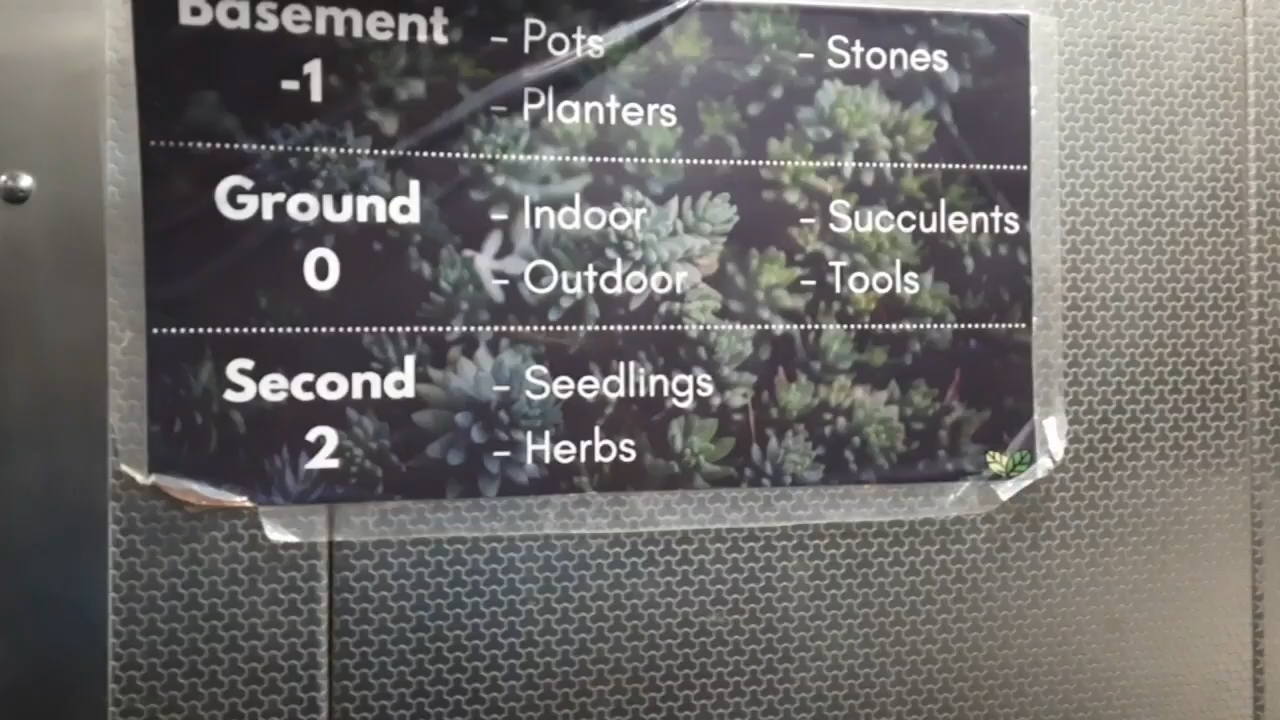 Basement
-1
- Pots
- Planters
- Stones
Ground
0
- Indoor
- Outdoor
- Succulents
- Tools
Second
2
- Seedlings
- Herbs